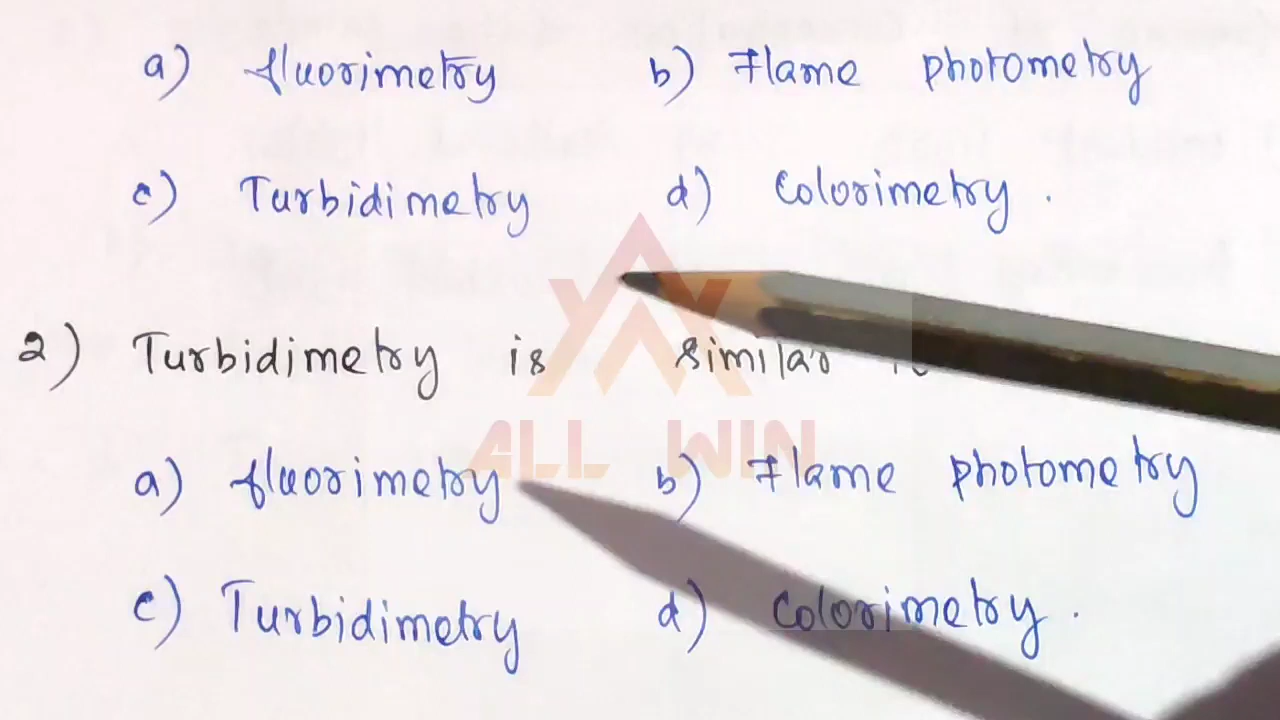 a) fluorimetry b) Flame photometry
c) Turbidimetry d) Colorimetry.
2) Turbidimetry is similar
ALL WIN
a) fluorimetry b) Flame photometry
c) Turbidimetry d) Colorimetry.